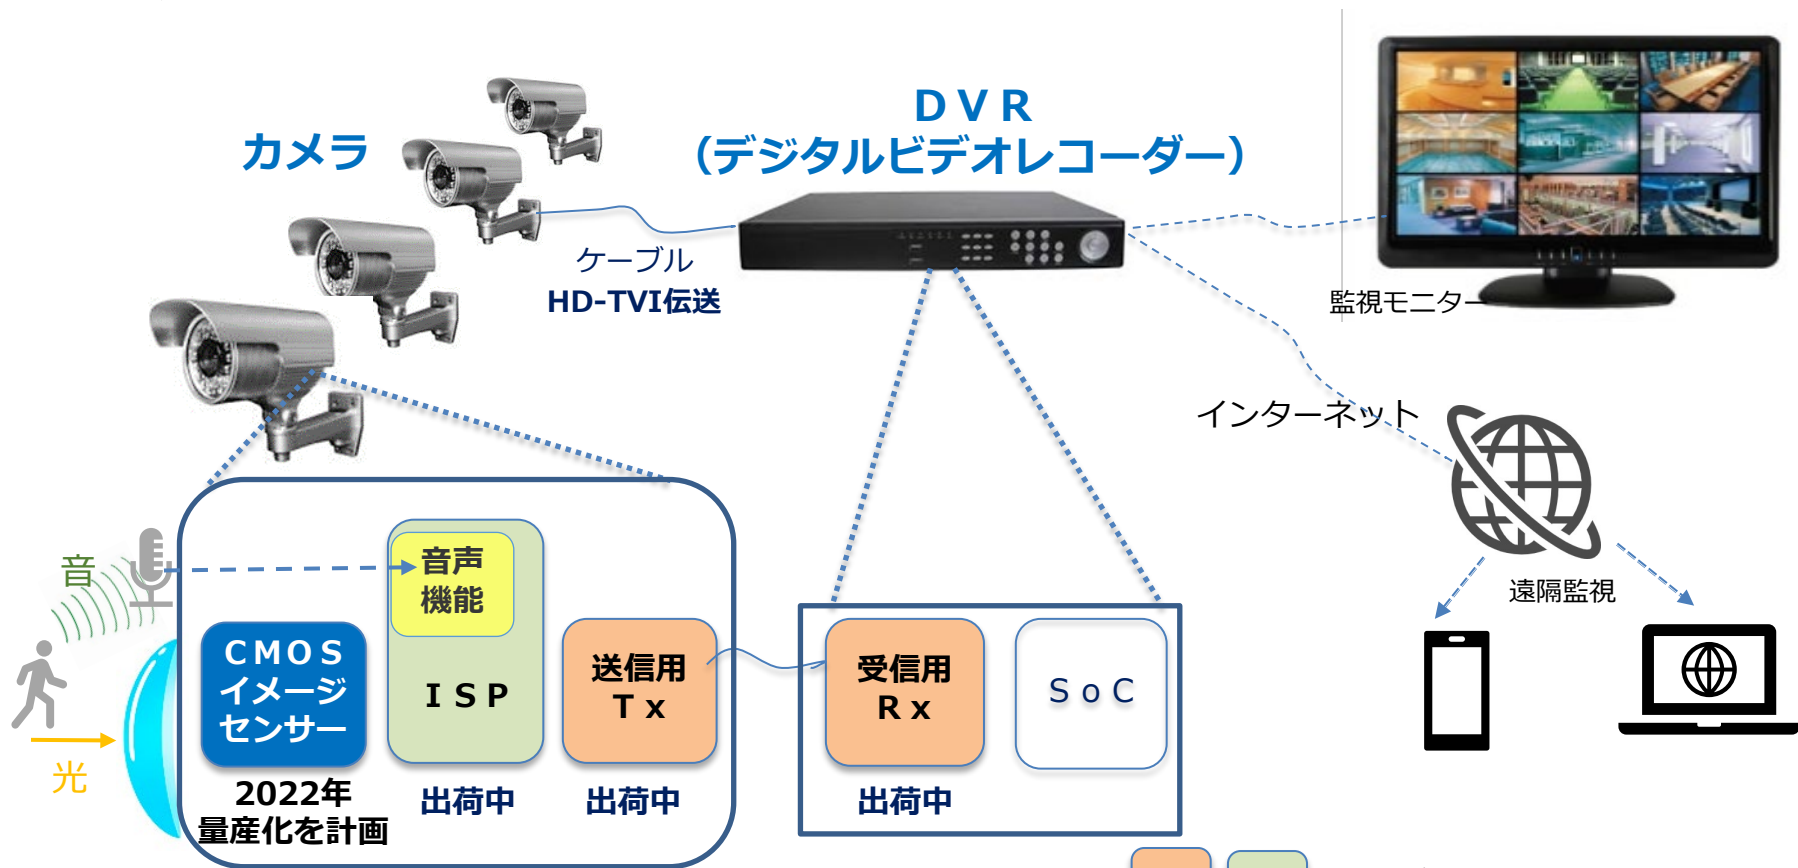 カメラ
ＤＶＲ
（デジタルビデオレコーダー）
ケーブル
HD-TVI伝送
監視モニター
インターネット
遠隔監視
音
光
音声
機能
ＣＭＯＳ
イメージ
センサー
ＩＳＰ
送信用
Ｔｘ
受信用
Ｒｘ
ＳｏＣ
2022年
量産化を計画
出荷中
出荷中
出荷中